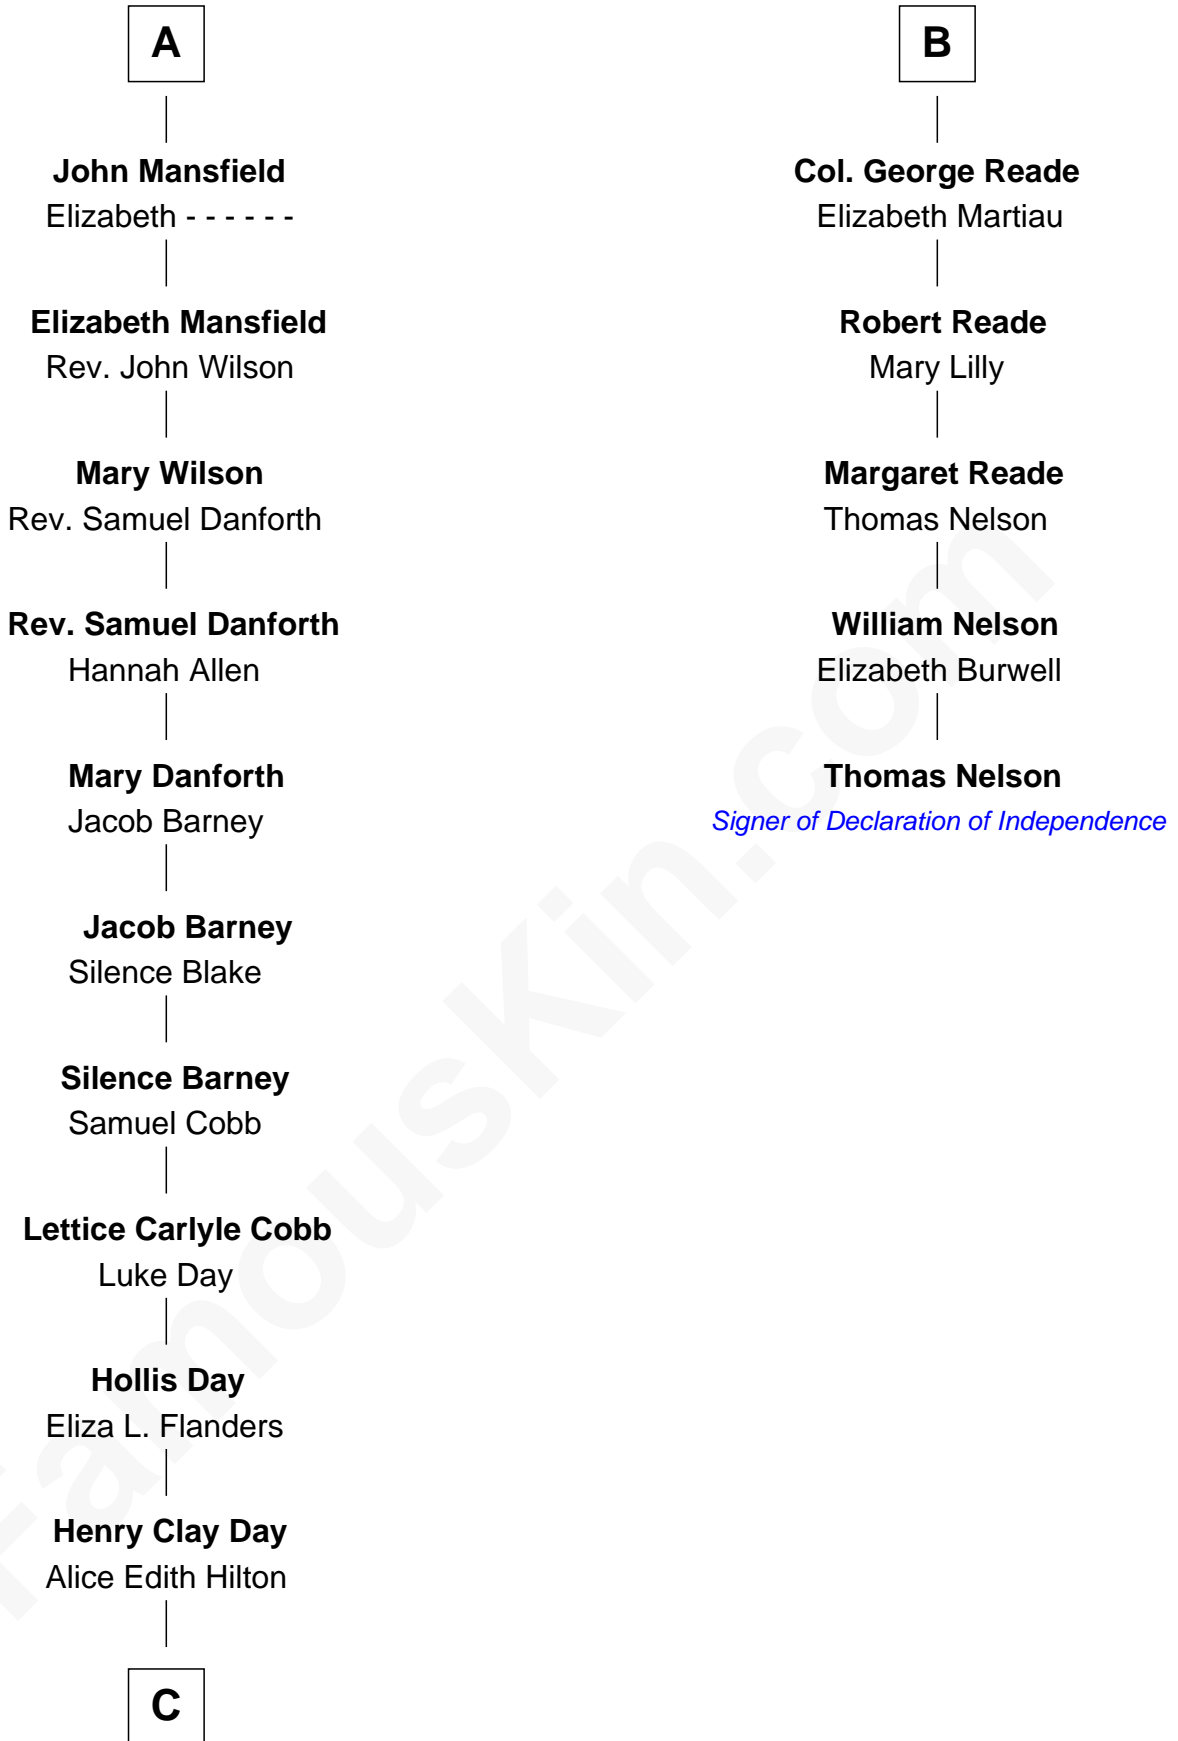 A
John Mansfield
Elizabeth - - - - - -
Elizabeth Mansfield
Rev. John Wilson
Mary Wilson
Rev. Samuel Danforth
Rev. Samuel Danforth
Hannah Allen
Mary Danforth
Jacob Barney
Jacob Barney
Silence Blake
Silence Barney
Samuel Cobb
Lettice Carlyle Cobb
Luke Day
Hollis Day
Eliza L. Flanders
Henry Clay Day
Alice Edith Hilton
C
B
Col. George Reade
Elizabeth Martiau
Robert Reade
Mary Lilly
Margaret Reade
Thomas Nelson
William Nelson
Elizabeth Burwell
Thomas Nelson
Signer of Declaration of Independence
FamousKin.com